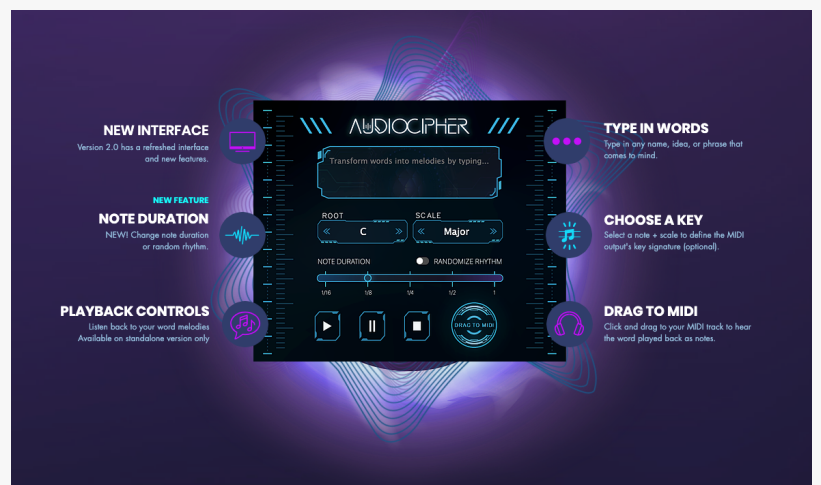 NEW INTERFACE
Version 2.0 has a refreshed interface
and new features.
NEW FEATURE
NOTE DURATION
NEW! Change note duration
or random rhythm.
PLAYBACK CONTROLS
Listen back to your word melodies
Available on standalone version only
AUDIOCIPHER
Transform words into melodies by typing...
ROOT
SCALE
C
Major
NOTE DURATION
RANDOMIZE RHYTHM
1/16
1/8
1/4
1/2
1
DRAG TO MIDI
TYPE IN WORDS
Type in any name, idea, or phrase that
comes to mind.
CHOOSE A KEY
Select a note + scale to define the MIDI
output's key signature (optional).
DRAG TO MIDI
Click and drag to your MIDI track to hear
the word played back as notes.